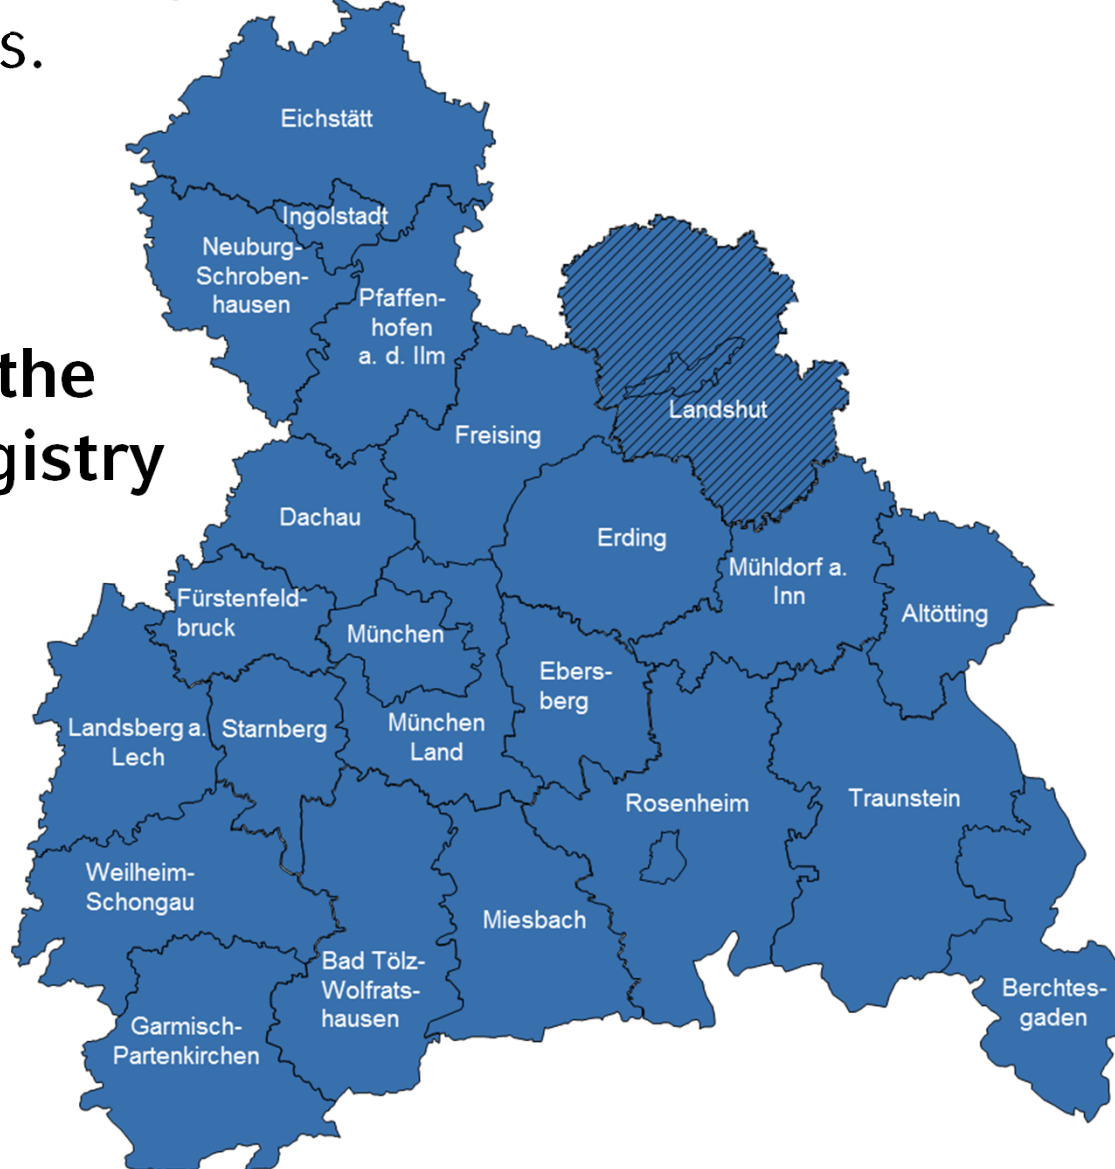 s.
the
gistry
Eichstätt
Ingolstadt
Neuburg-
Schroben-
hausen
Pfaffen-
hofen
a. d. Ilm
Landshut
Freising
Dachau
Erding
Mühldorf a.
Inn
Altötting
Fürstenfeld-
bruck
München
Ebers-
berg
Landsberg a.
Lech
Starnberg
München
Land
Rosenheim
Traunstein
Weilheim-
Schongau
Miesbach
Bad Tölz-
Wolfrats-
hausen
Garmisch-
Partenkirchen
Berchtes-
gaden